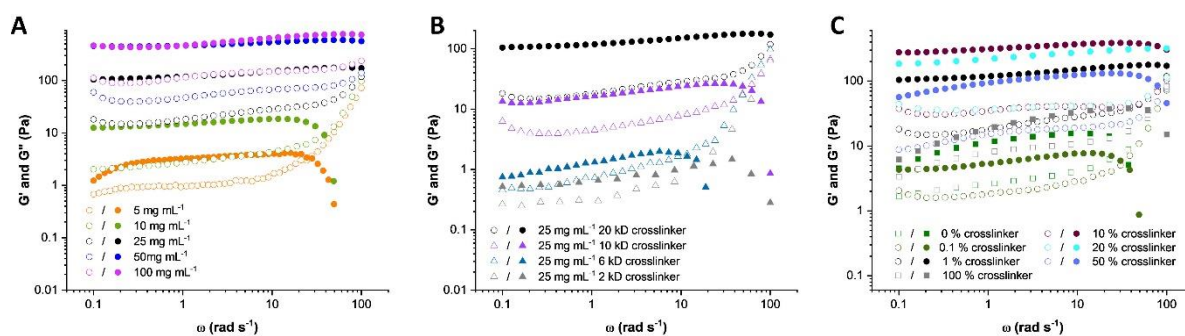 A
G' and G'' (Pa)
100
10
1
0.1
0.01
/ 5 mg mL-1
/ 10 mg mL-1
/ 25 mg mL-1
/ 50mg mL-1
/ 100 mg mL-1
0.1 1 10 100
ω (rad s-1)
B
G' and G'' (Pa)
100
10
1
0.1
0.01
/ 25 mg mL-1 20 kD crosslinker
/ 25 mg mL-1 10 kD crosslinker
/ 25 mg mL-1 6 kD crosslinker
/ 25 mg mL-1 2 kD crosslinker
0.1 1 10 100
ω (rad s-1)
C
G' and G'' (Pa)
100
10
1
0.1
/ 0 % crosslinker / 10 % crosslinker
/ 0.1 % crosslinker / 20 % crosslinker
/ 1 % crosslinker / 50 % crosslinker
/ 100 % crosslinker
0.1 1 10 100
ω (rad s-1)